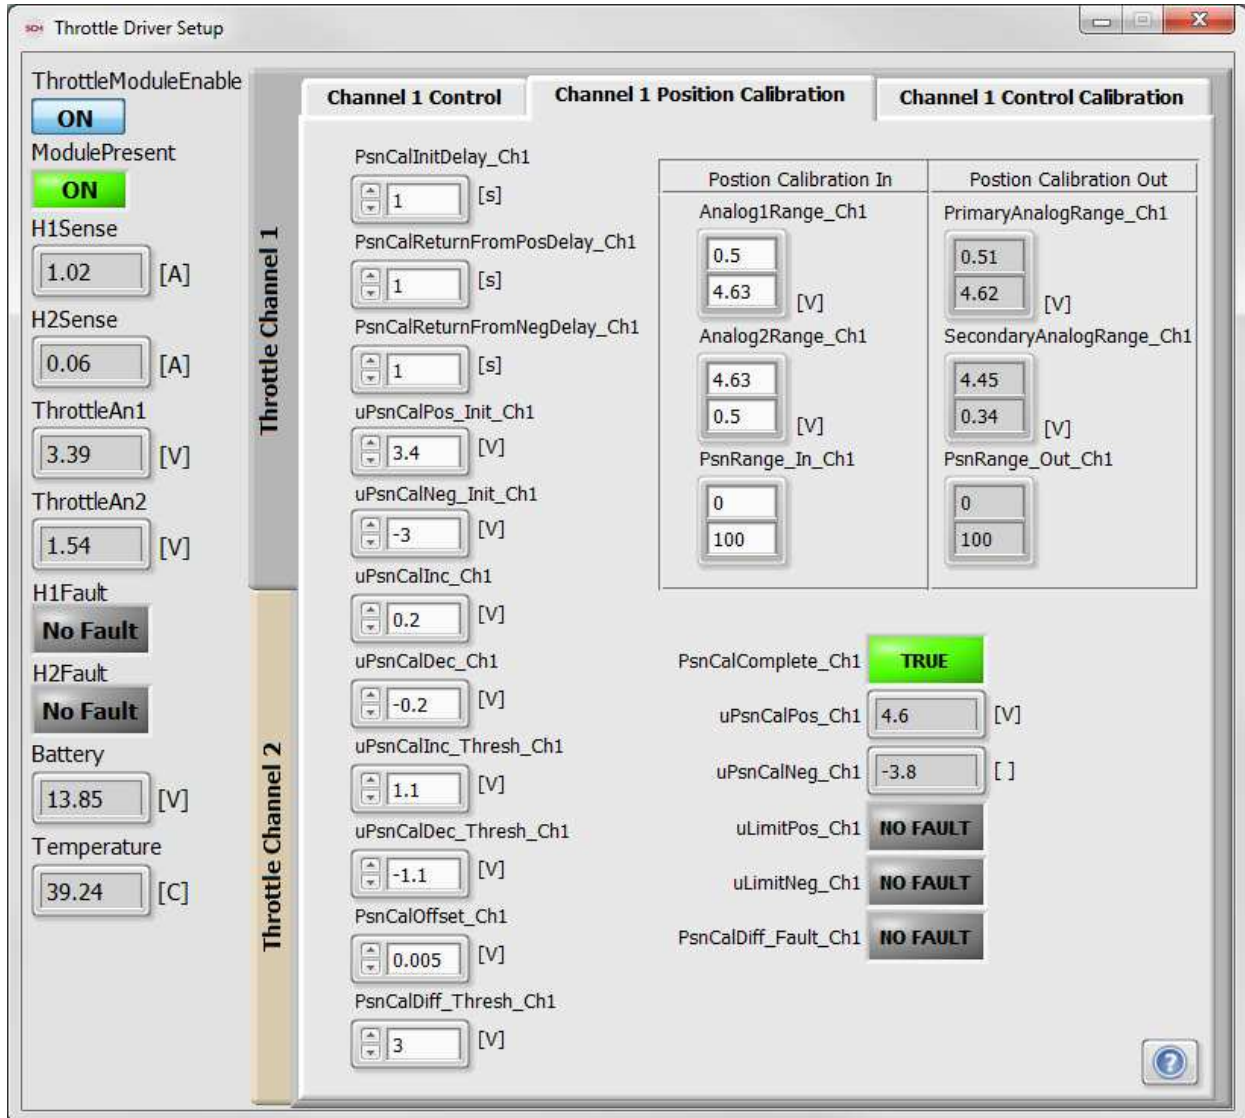 Throttle Driver Setup
ThrottleModuleEnable
ON
ModulePresent
ON
H1Sense
1.02 [A]
H2Sense
0.06 [A]
ThrottleAn1
3.39 [V]
ThrottleAn2
1.54 [V]
H1Fault
No Fault
H2Fault
No Fault
Battery
13.85 [V]
Temperature
39.24 [C]
Throttle Channel 1
Throttle Channel 2
Channel 1 Control
Channel 1 Position Calibration
Channel 1 Control Calibration
PsnCalInitDelay_Ch1
1 [s]
PsnCalReturnFromPosDelay_Ch1
1 [s]
PsnCalReturnFromNegDelay_Ch1
1 [s]
uPsnCalPos_Init_Ch1
3.4 [V]
uPsnCalNeg_Init_Ch1
-3 [V]
uPsnCalInc_Ch1
0.2 [V]
uPsnCalDec_Ch1
-0.2 [V]
uPsnCalInc_Thresh_Ch1
1.1 [V]
uPsnCalDec_Thresh_Ch1
-1.1 [V]
PsnCalOffset_Ch1
0.005 [V]
PsnCalDiff_Thresh_Ch1
3 [V]
Postion Calibration In
Analog1Range_Ch1
0.5
4.63 [V]
Analog2Range_Ch1
4.63
0.5 [V]
PsnRange_In_Ch1
0
100
Postion Calibration Out
PrimaryAnalogRange_Ch1
0.51
4.62 [V]
SecondaryAnalogRange_Ch1
4.45
0.34 [V]
PsnRange_Out_Ch1
0
100
PsnCalComplete_Ch1 TRUE
uPsnCalPos_Ch1 4.6 [V]
uPsnCalNeg_Ch1 -3.8 [ ]
uLimitPos_Ch1 NO FAULT
uLimitNeg_Ch1 NO FAULT
PsnCalDiff_Fault_Ch1 NO FAULT
?